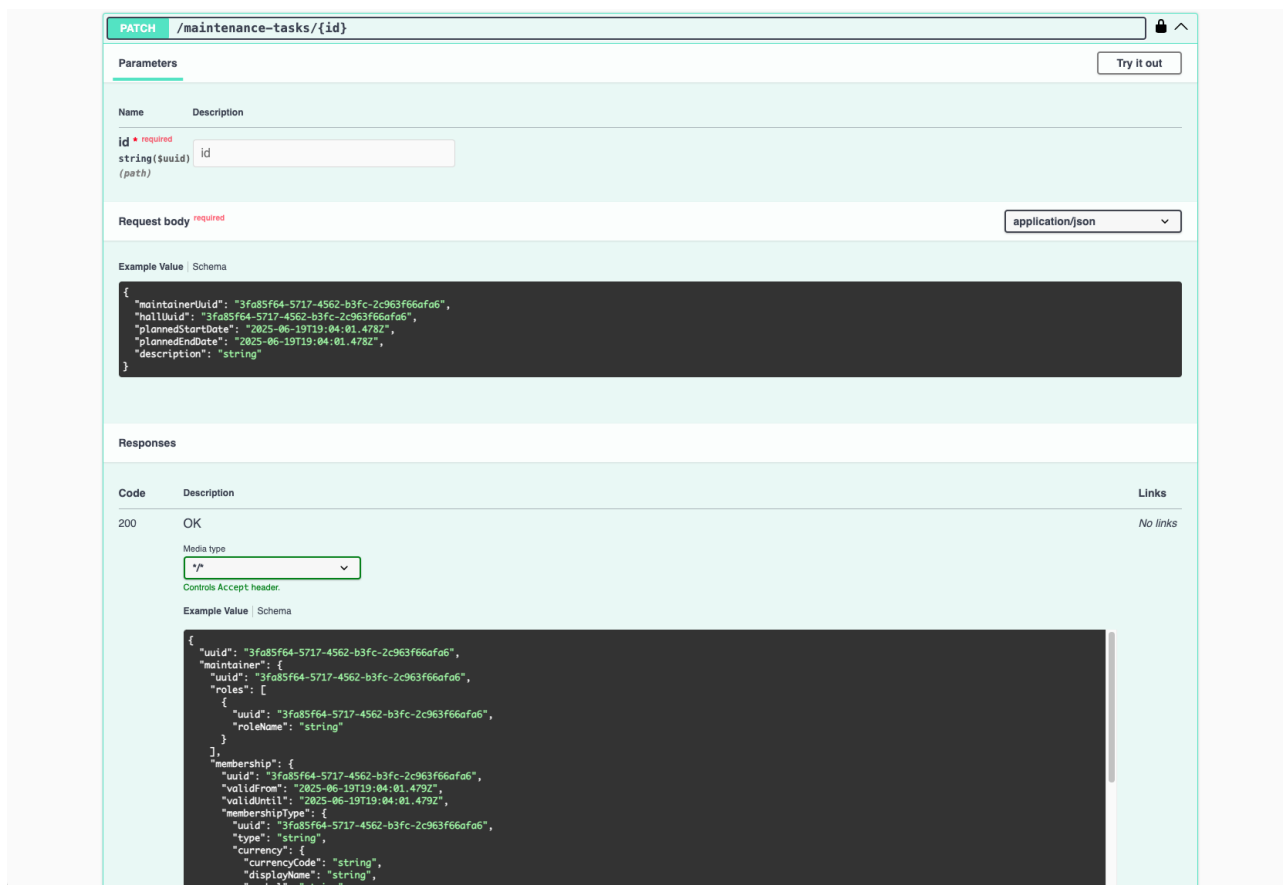 PATCH /maintenance-tasks/{id}
Parameters
Try it out
Name Description
id * required
string($uuid)
(path)
id
Request body required
application/json
Example Value | Schema
{
"maintainerUuid": "3fa85f64-5717-4562-b3fc-2c963f66afa6",
"hallUuid": "3fa85f64-5717-4562-b3fc-2c963f66afa6",
"plannedStartDate": "2025-06-19T19:04:01.478Z",
"plannedEndDate": "2025-06-19T19:04:01.478Z",
"description": "string"
}
Responses
Code Description Links
200 OK No links
Media type
*/*
Controls Accept header.
Example Value | Schema
{
"uuid": "3fa85f64-5717-4562-b3fc-2c963f66afa6",
"maintainer": {
"uuid": "3fa85f64-5717-4562-b3fc-2c963f66afa6",
"roles": [
{
"uuid": "3fa85f64-5717-4562-b3fc-2c963f66afa6",
"roleName": "string"
}
],
"membership": {
"uuid": "3fa85f64-5717-4562-b3fc-2c963f66afa6",
"validFrom": "2025-06-19T19:04:01.479Z",
"validUntil": "2025-06-19T19:04:01.479Z",
"membershipType": {
"uuid": "3fa85f64-5717-4562-b3fc-2c963f66afa6",
"type": "string",
"currency": {
"currencyCode": "string",
"displayName": "string",